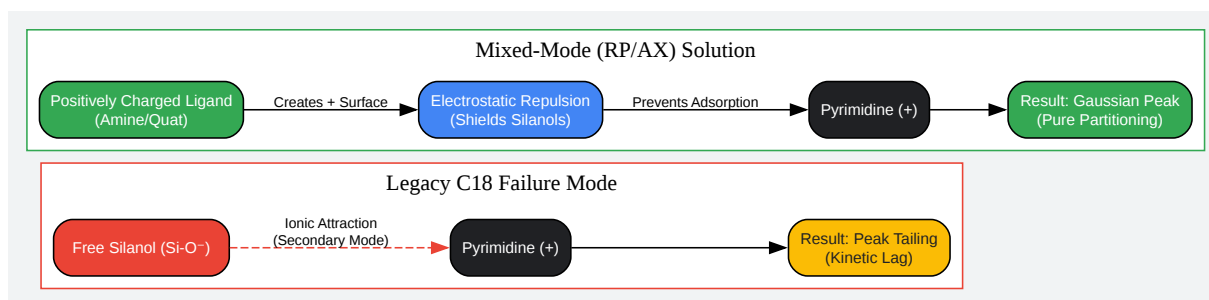 Mixed-Mode (RP/AX) Solution
Positively Charged Ligand
(Amine/Quat)
Creates + Surface
Electrostatic Repulsion
(Shields Silanols)
Prevents Adsorption
Pyrimidine (+)
Result: Gaussian Peak
(Pure Partitioning)
Legacy C18 Failure Mode
Free Silanol (Si-O⁻)
Ionic Attraction
(Secondary Mode)
Pyrimidine (+)
Result: Peak Tailing
(Kinetic Lag)